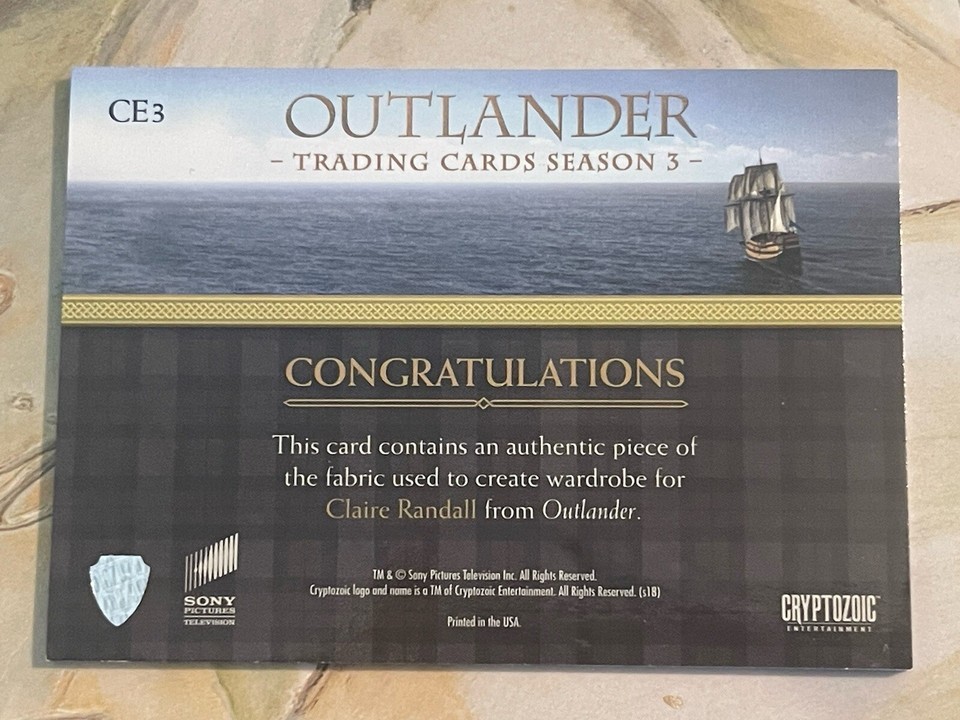 CE3
OUTLANDER
- TRADING CARDS SEASON 3 -
CONGRATULATIONS
This card contains an authentic piece of
the fabric used to create wardrobe for
Claire Randall from Outlander.
TM & © Sony Pictures Television Inc. All Rights Reserved.
Cryptozoic logo and name is a TM of Cryptozoic Entertainment. All Rights Reserved. (s18)
Printed in the USA.
SONY
PICTURES
TELEVISION
CRYPTOZOIC™
ENTERTAINMENT